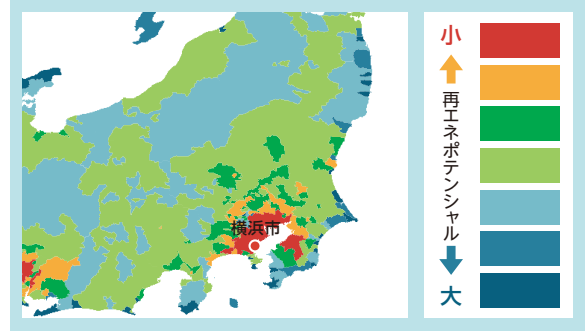 横浜市
小
再エネポテンシャル
大